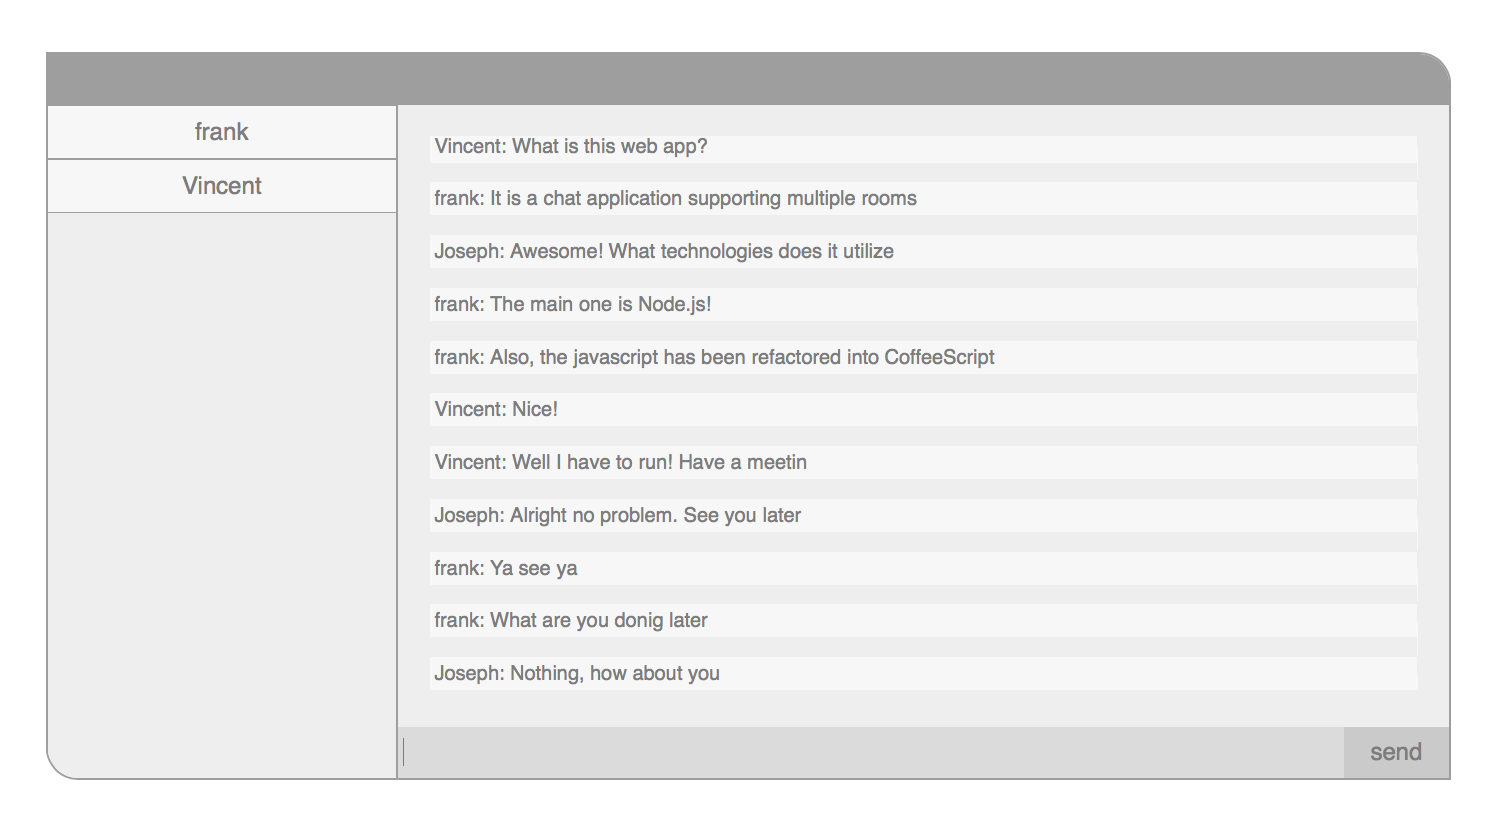 frank
Vincent
Vincent: What is this web app?
frank: It is a chat application supporting multiple rooms
Joseph: Awesome! What technologies does it utilize
frank: The main one is Node.js!
frank: Also, the javascript has been refactored into CoffeeScript
Vincent: Nice!
Vincent: Well I have to run! Have a meetin
Joseph: Alright no problem. See you later
frank: Ya see ya
frank: What are you donig later
Joseph: Nothing, how about you
send